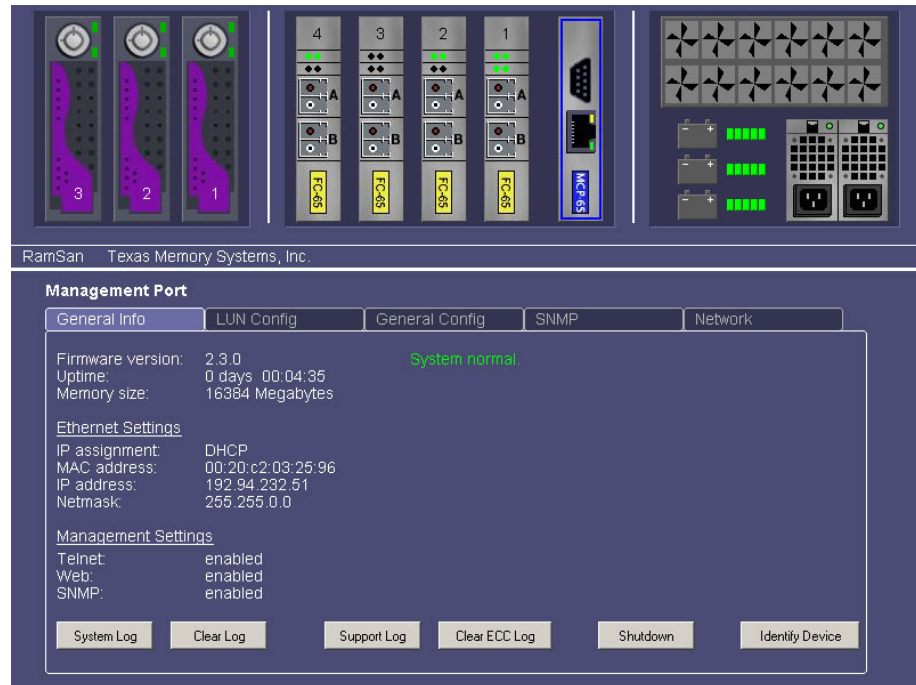 4 3 2 1
A A A A
3 2 1
B B B B
FC-65 FC-65 FC-65 FC-65 MCP-65
- +
- +
- +
RamSan Texas Memory Systems, Inc.
Management Port
General Info LUN Config General Config SNMP Network
Firmware version: 2.3.0 System normal.
Uptime: 0 days 00:04:35
Memory size: 16384 Megabytes
Ethernet Settings
IP assignment: DHCP
MAC address: 00:20:c2:03:25:96
IP address: 192.94.232.51
Netmask: 255.255.0.0
Management Settings
Telnet: enabled
Web: enabled
SNMP: enabled
System Log Clear Log Support Log Clear ECC Log Shutdown Identify Device